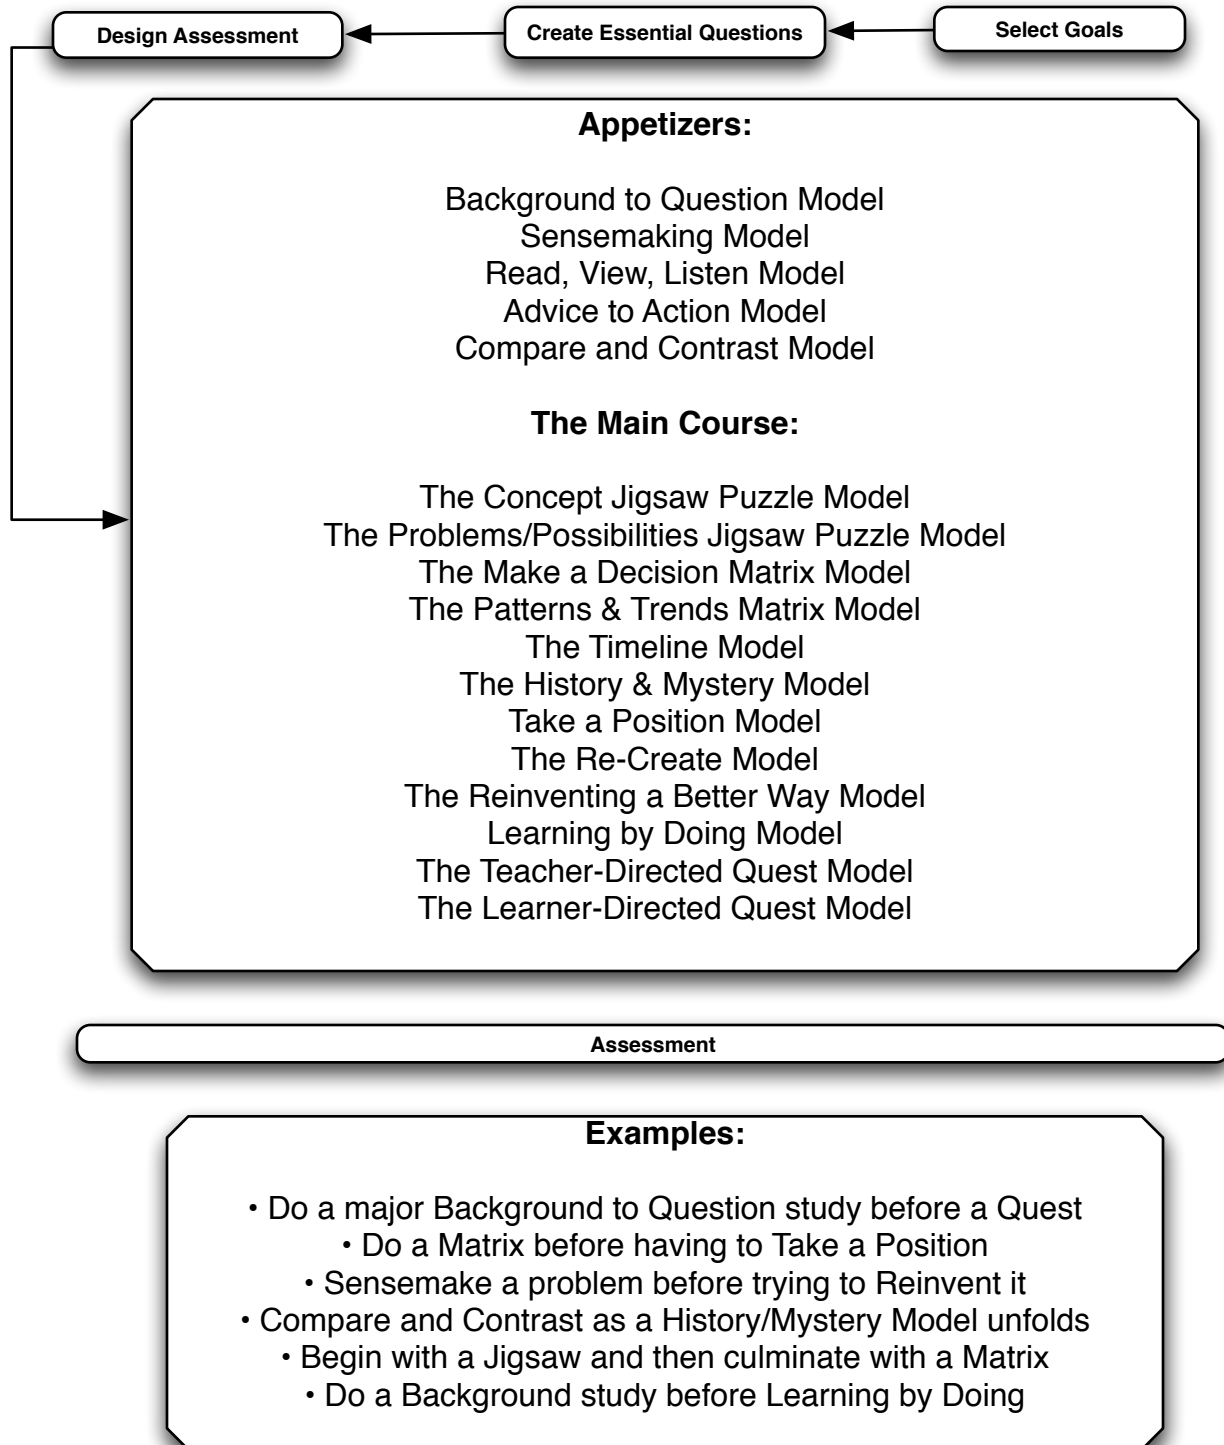 Design Assessment
Create Essential Questions
Select Goals
Appetizers:
Background to Question Model
Sensemaking Model
Read, View, Listen Model
Advice to Action Model
Compare and Contrast Model
The Main Course:
The Concept Jigsaw Puzzle Model
The Problems/Possibilities Jigsaw Puzzle Model
The Make a Decision Matrix Model
The Patterns & Trends Matrix Model
The Timeline Model
The History & Mystery Model
Take a Position Model
The Re-Create Model
The Reinventing a Better Way Model
Learning by Doing Model
The Teacher-Directed Quest Model
The Learner-Directed Quest Model
Assessment
Examples:
• Do a major Background to Question study before a Quest
• Do a Matrix before having to Take a Position
• Sensemake a problem before trying to Reinvent it
• Compare and Contrast as a History/Mystery Model unfolds
• Begin with a Jigsaw and then culminate with a Matrix
• Do a Background study before Learning by Doing